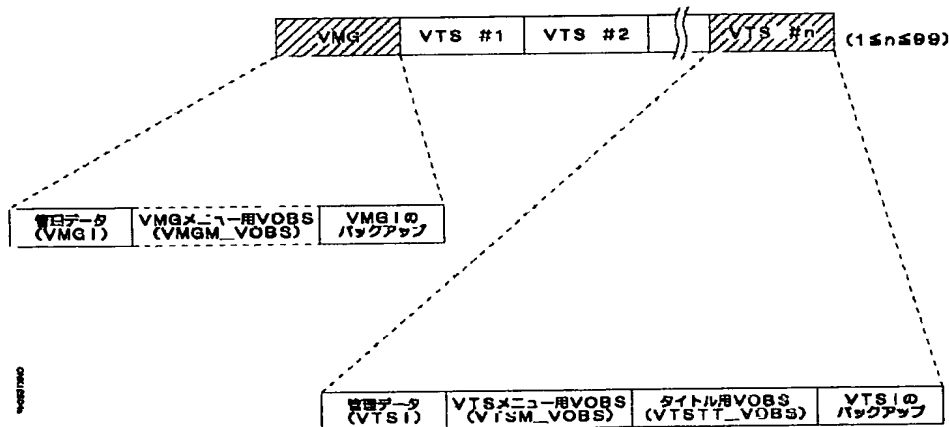 VMG VTS #1 VTS #2 VTS #n (1≦n≦99)
管理データ VMGメニュー用VOBS VMGIの
(VMGI) (VMGM_VOBS) バックアップ
管理データ VTSメニュー用VOBS タイトル用VOBS VTSIの
(VTSI) (VTSM_VOBS) (VTSTT_VOBS) バックアップ